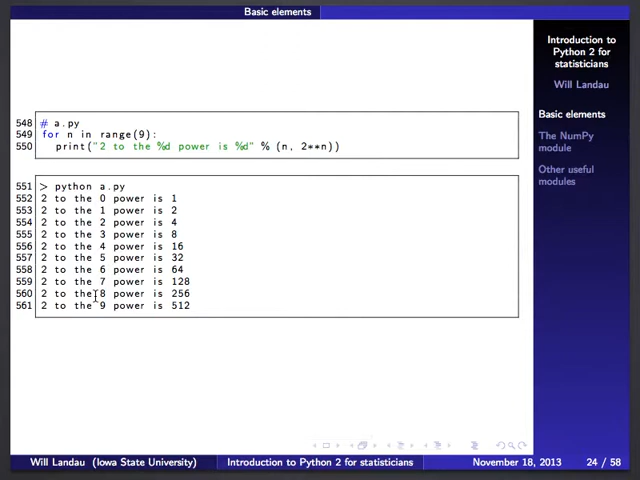 Basic elements
Introduction to
Python 2 for
statisticians
Will Landau
Basic elements
The NumPy
module
Other useful
modules
548 # a.py
549 for n in range(9):
550 print("2 to the %d power is %d" % (n, 2**n))
551 > python a.py
552 2 to the 0 power is 1
553 2 to the 1 power is 2
554 2 to the 2 power is 4
555 2 to the 3 power is 8
556 2 to the 4 power is 16
557 2 to the 5 power is 32
558 2 to the 6 power is 64
559 2 to the 7 power is 128
560 2 to the 8 power is 256
561 2 to the 9 power is 512
Will Landau (Iowa State University) Introduction to Python 2 for statisticians November 18, 2013 24 / 58